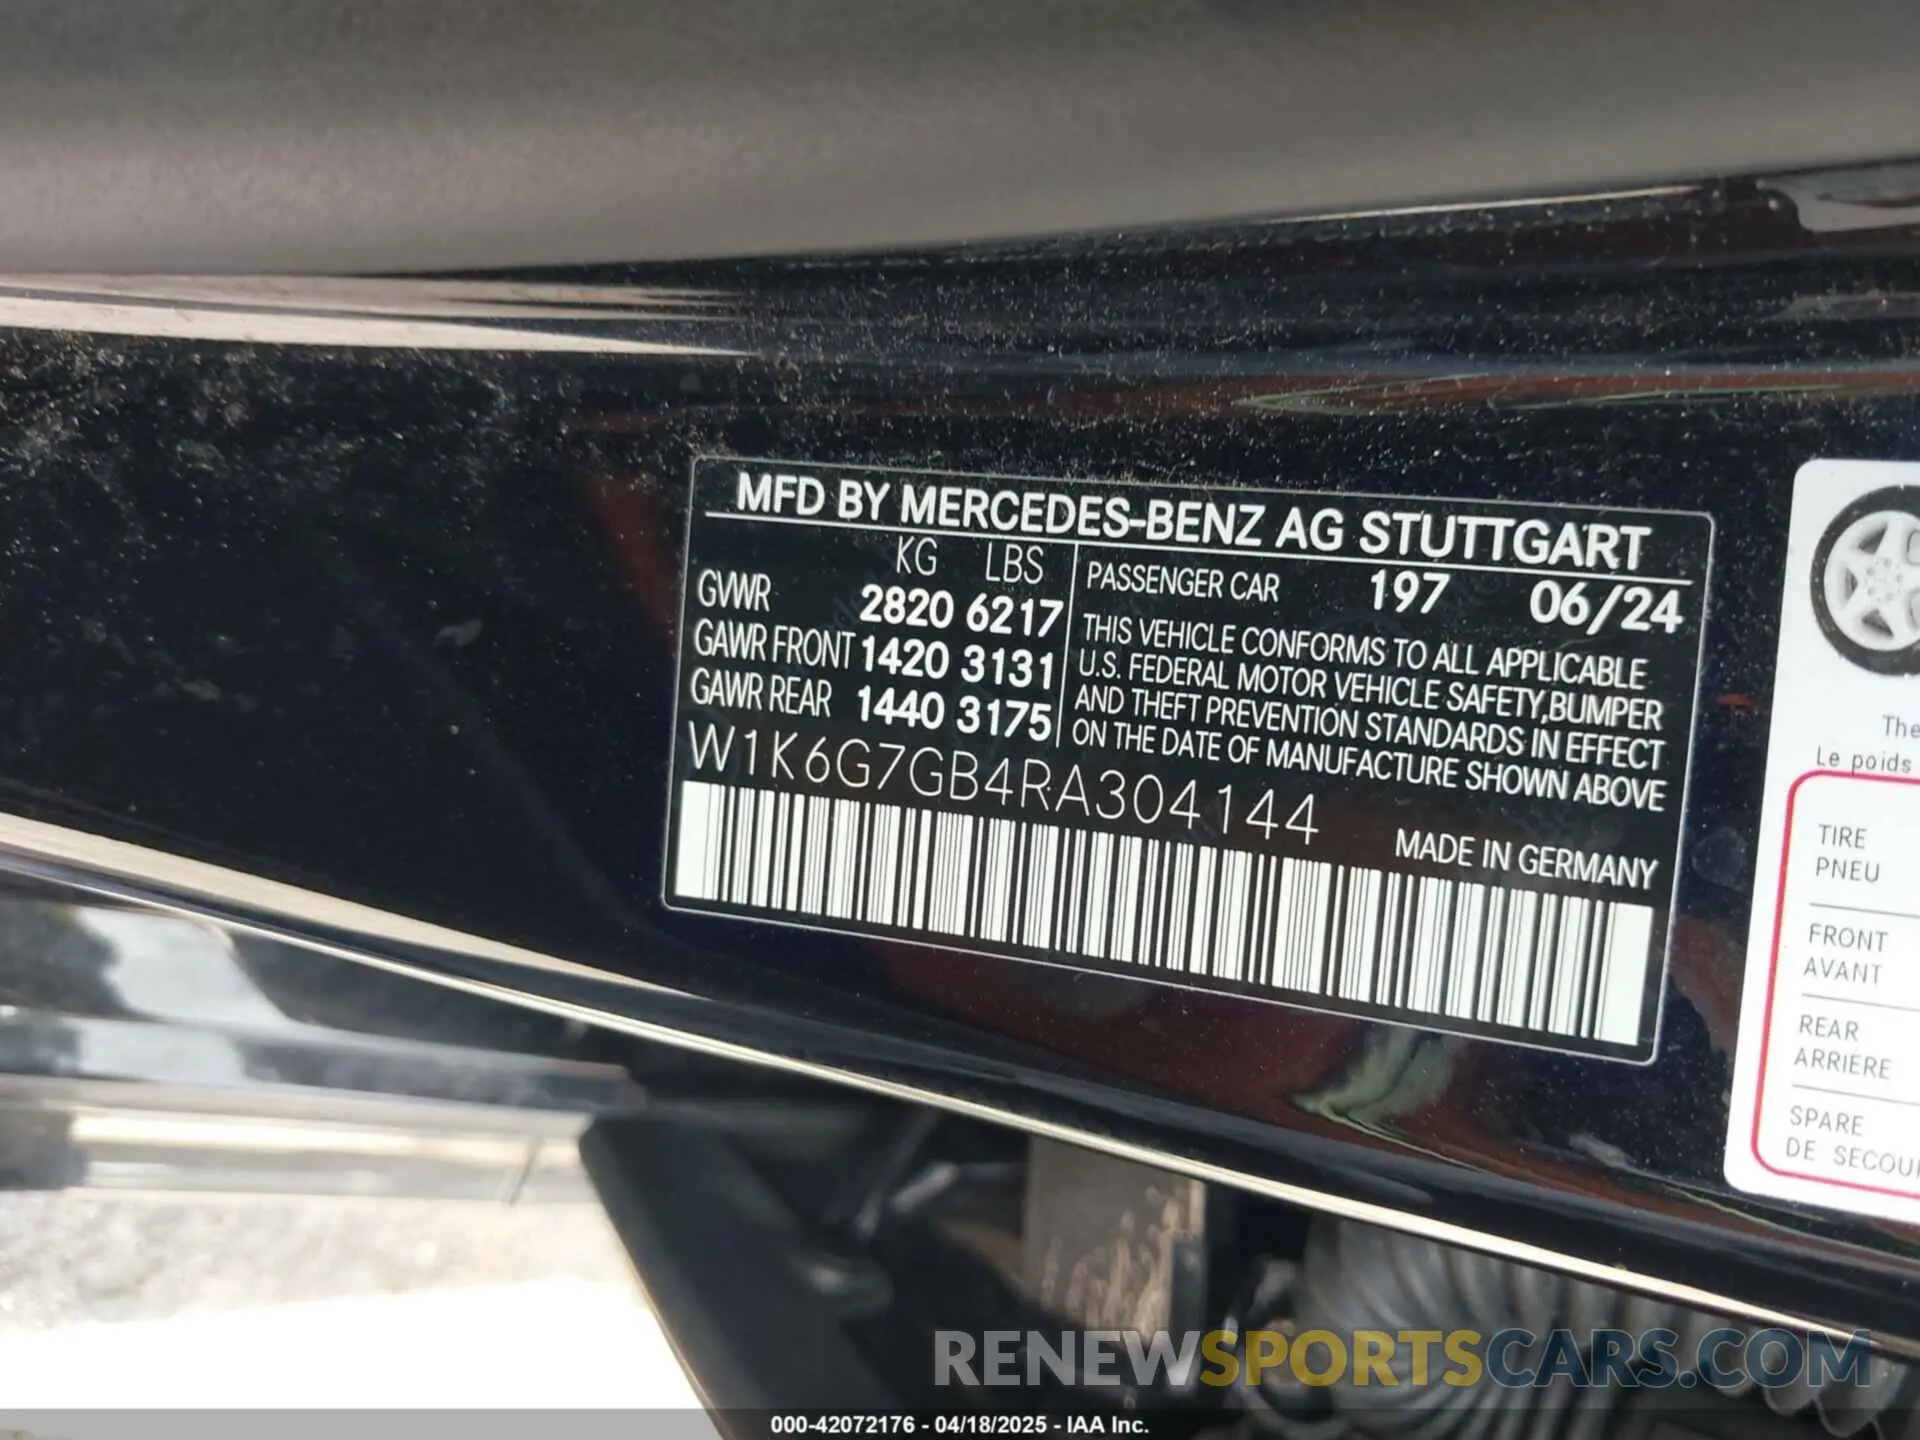 MFD BY MERCEDES-BENZ AG STUTTGART
KG LBS
GVWR 2820 6217
GAWR FRONT 1420 3131
GAWR REAR 1440 3175
PASSENGER CAR 197 06/24
THIS VEHICLE CONFORMS TO ALL APPLICABLE
U.S. FEDERAL MOTOR VEHICLE SAFETY,BUMPER
AND THEFT PREVENTION STANDARDS IN EFFECT
ON THE DATE OF MANUFACTURE SHOWN ABOVE
W1K6G7GB4RA304144
MADE IN GERMANY
The
Le poids
TIRE
PNEU
FRONT
AVANT
REAR
ARRIERE
SPARE
DE
RENEWSPORTSCARS.COM
000-42072176 - 04/18/2025 - IAA Inc.